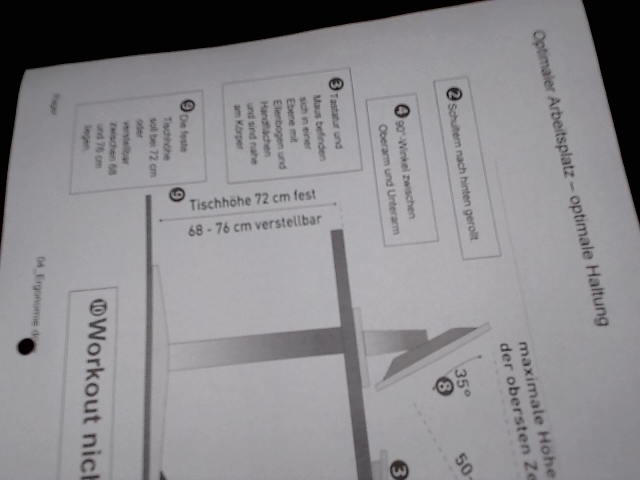 Optimaler Arbeitsplatz – optimale Haltung
2 Schultern nach hinten gerollt
4 90°-Winkel zwischen
Oberarm und Unterarm
3 Tastatur und
Maus befinden
sich in einer
Ebene mit
Ellenbogen und
Handflächen
und sind nahe
am Körper
9 Die feste
Tischhöhe
soll bei 72 cm
oder
verstellbar
zwischen 68
und 76 cm
liegen
9 Tischhöhe 72 cm fest
68 - 76 cm verstellbar
maximale Höhe
der obersten
35°
8
50
3
10 Workout
04_Ergonomie